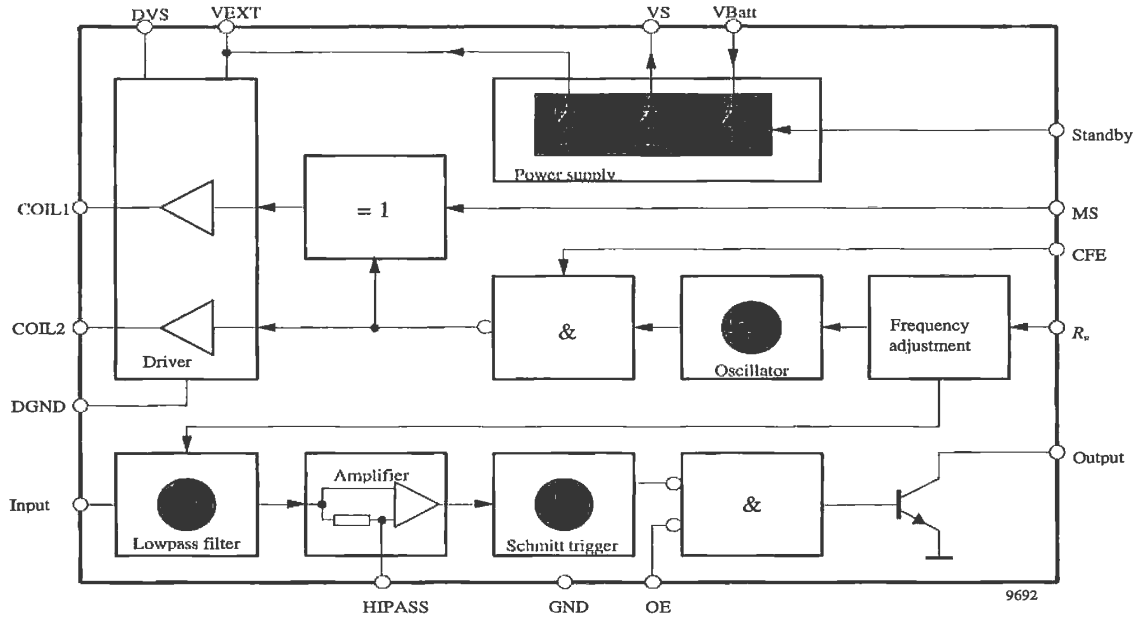 DVS
VEXT
VS
VBatt
Standby
Power supply
COIL1
= 1
MS
CFE
COIL2
&
Frequency
adjustment
Driver
Oscillator
DGND
Output
Amplifier
Input
&
Lowpass filter
Schmitt trigger
HIPASS
GND
OE
9692